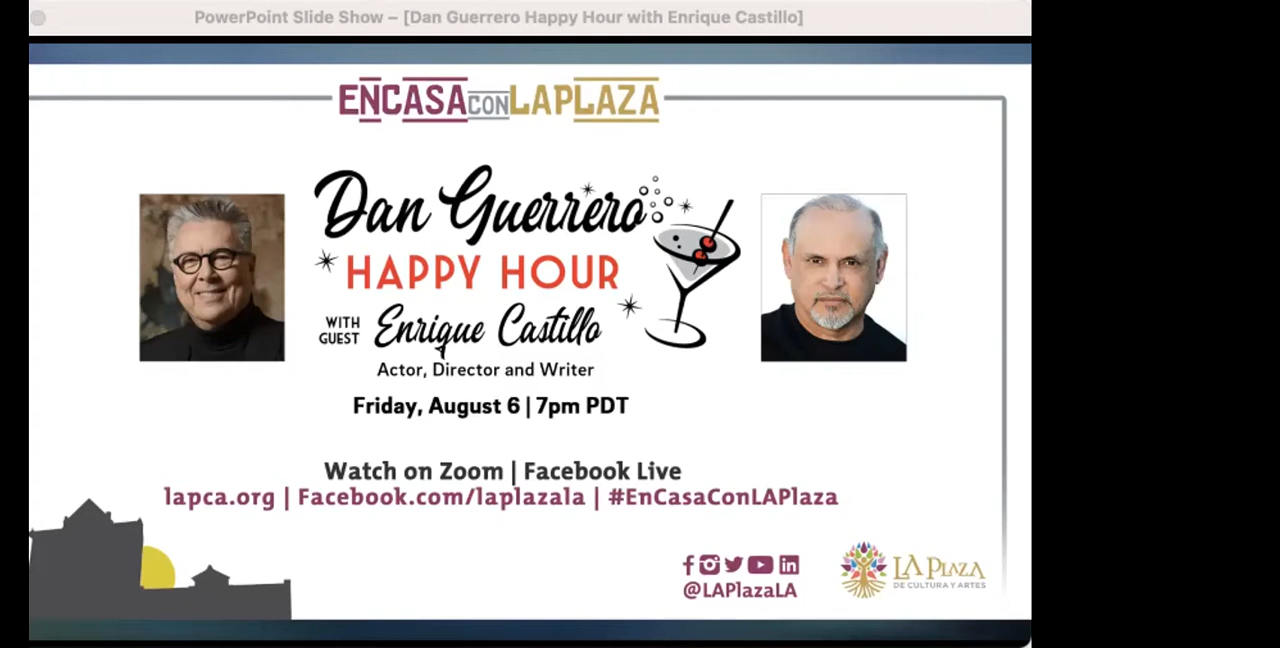 PowerPoint Slide Show – [Dan Guerrero Happy Hour with Enrique Castillo]
ENCASACONLAPLAZA
Dan Guerrero
HAPPY HOUR
WITH GUEST Enrique Castillo
Actor, Director and Writer
Friday, August 6 | 7pm PDT
Watch on Zoom | Facebook Live
lapca.org | Facebook.com/laplazala | #EnCasaConLAPlaza
@LAPlazaLA
LA PLAZA
DE CULTURA Y ARTES